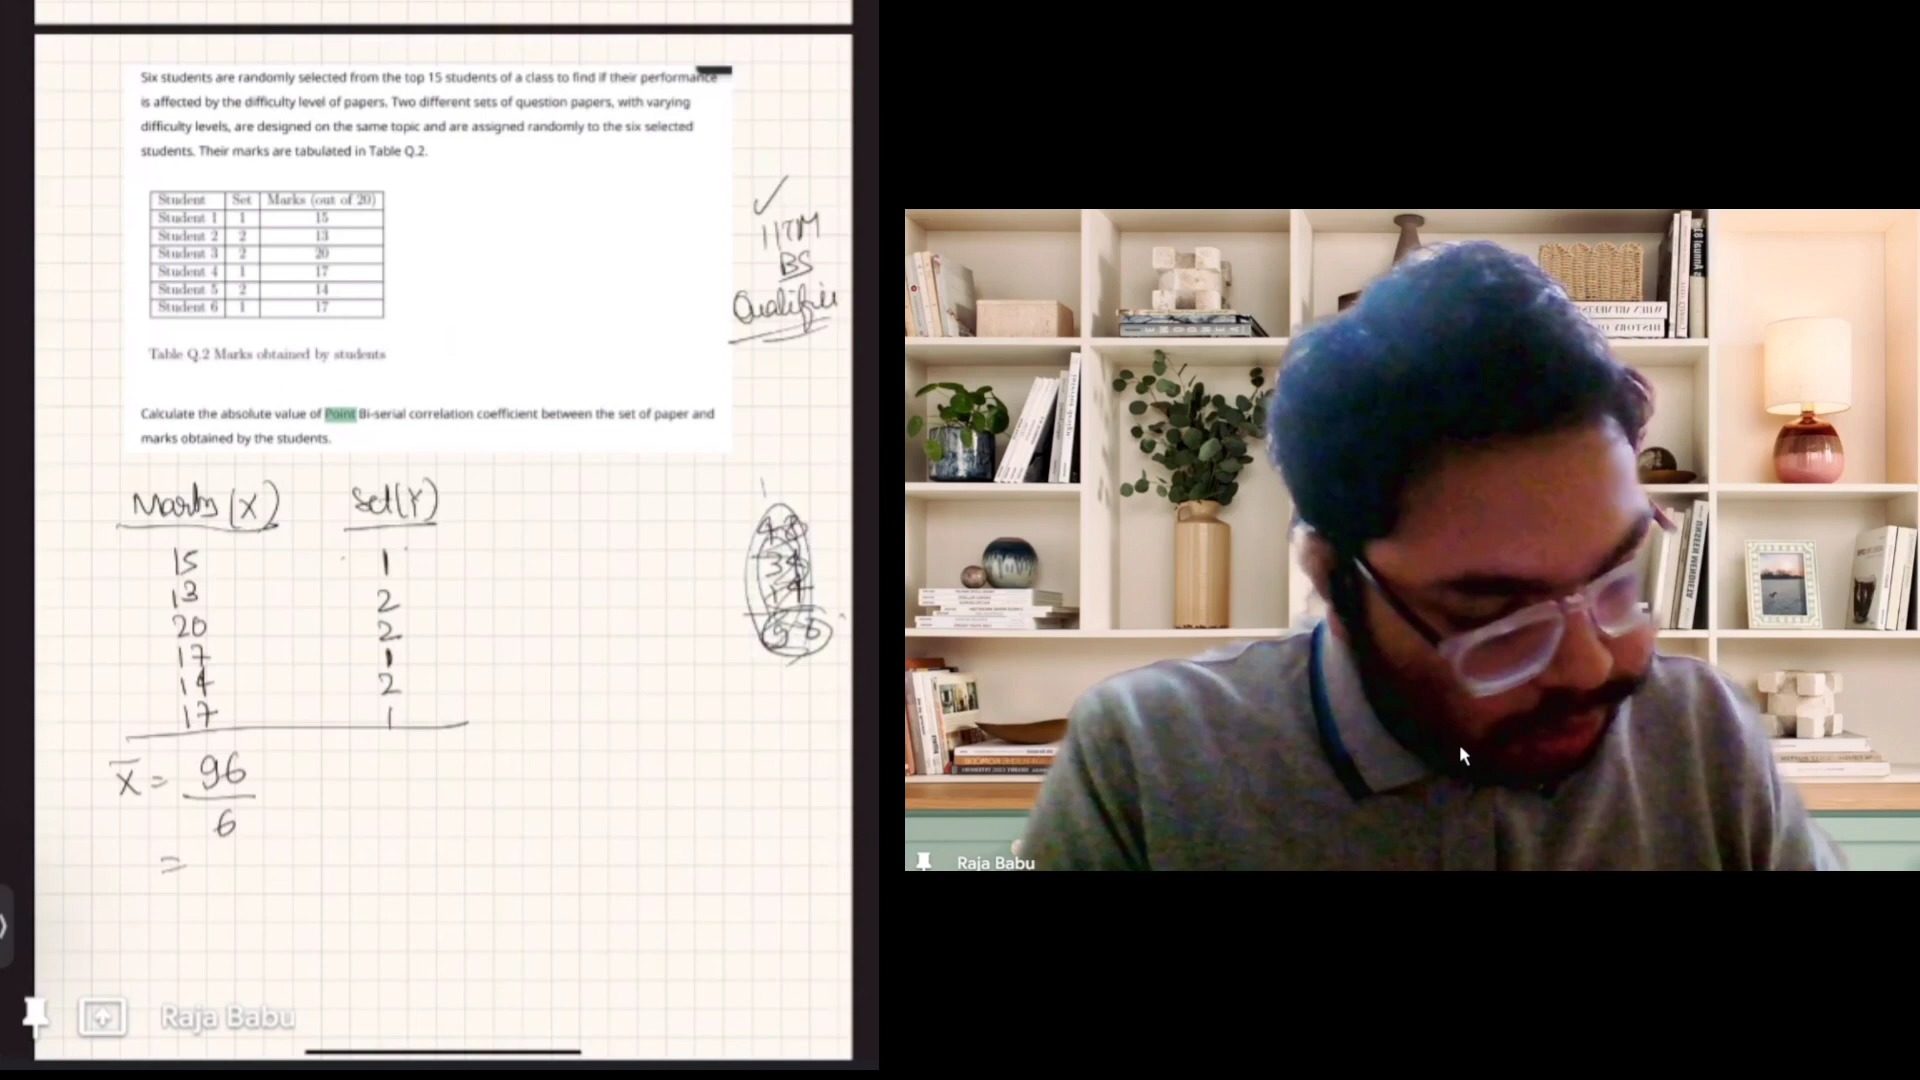 Six students are randomly selected from the top 15 students of a class to find if their performance
is affected by the difficulty level of papers. Two different sets of question papers, with varying
difficulty levels, are designed on the same topic and are assigned randomly to the six selected
students. Their marks are tabulated in Table Q.2.
Student Set Marks (out of 20)
Student 1 1 15
Student 2 2 13
Student 3 2 20
Student 4 1 17
Student 5 2 14
Student 6 1 17
Table Q.2 Marks obtained by students
Calculate the absolute value of Point Bi-serial correlation coefficient between the set of paper and
marks obtained by the students.
✓
IITM
BS
Qualifier
Marks (X) Set(Y)
15 1
13 2
20 2
17 1
14 2
17 1
X̄ = 96
6
=
48
34
14
96
Raja Babu
Raja Babu
HISTORY OF
UNSEEN